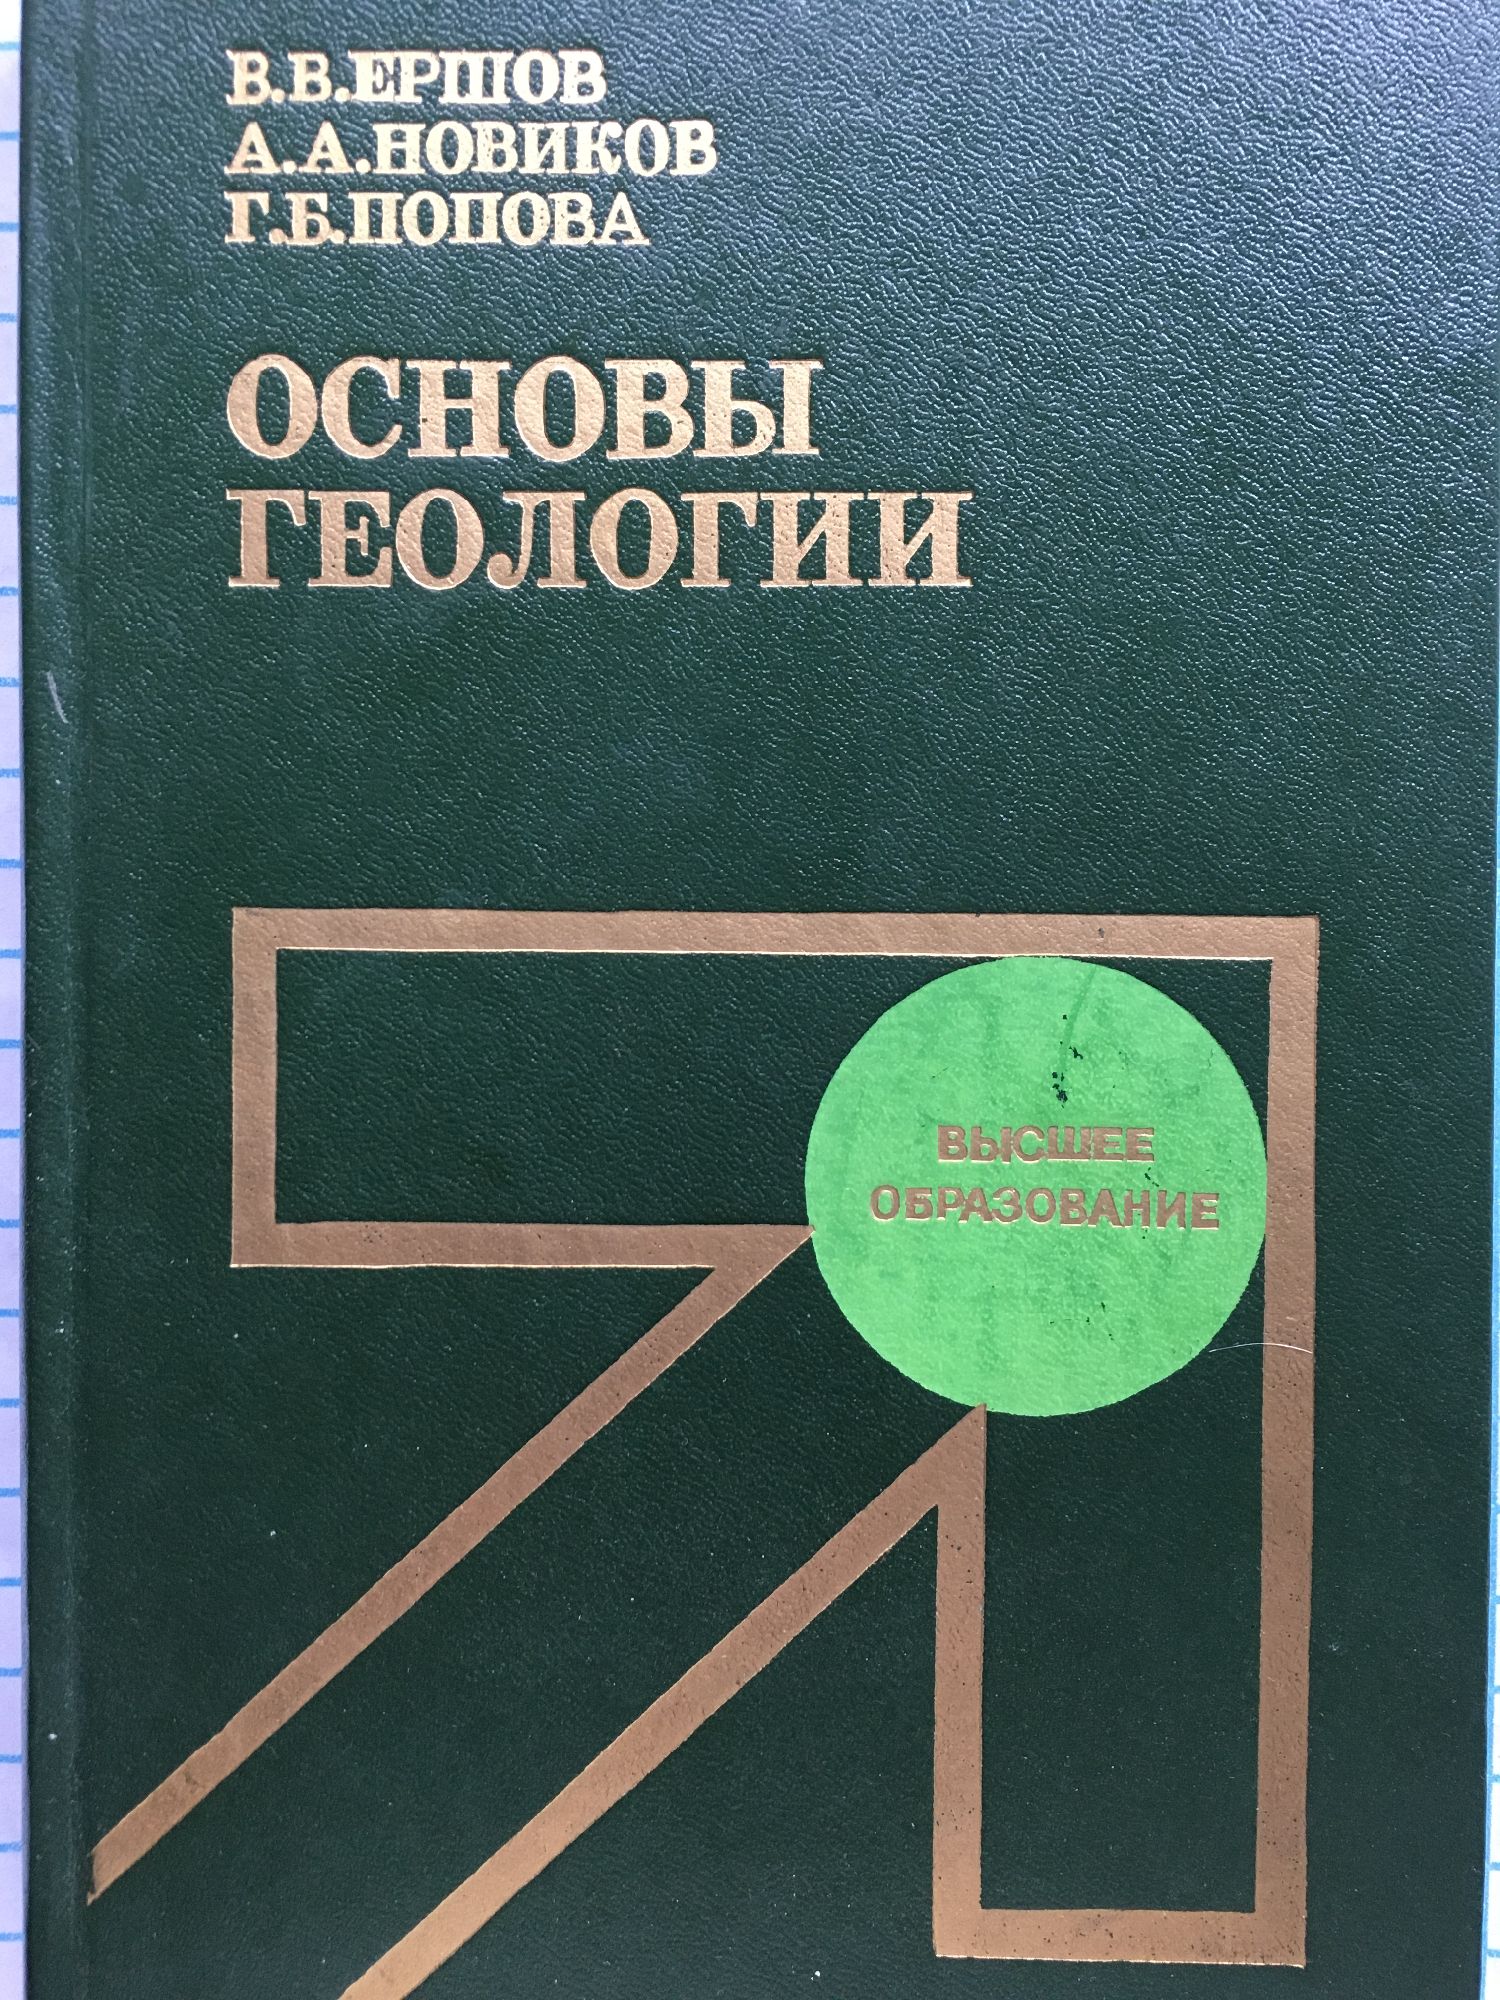 В.В.ЕРШОВ
А.А.НОВИКОВ
Г.Б.ПОПОВА
ОСНОВЫ
ГЕОЛОГИИ
ВЫСШЕЕ
ОБРАЗОВАНИЕ